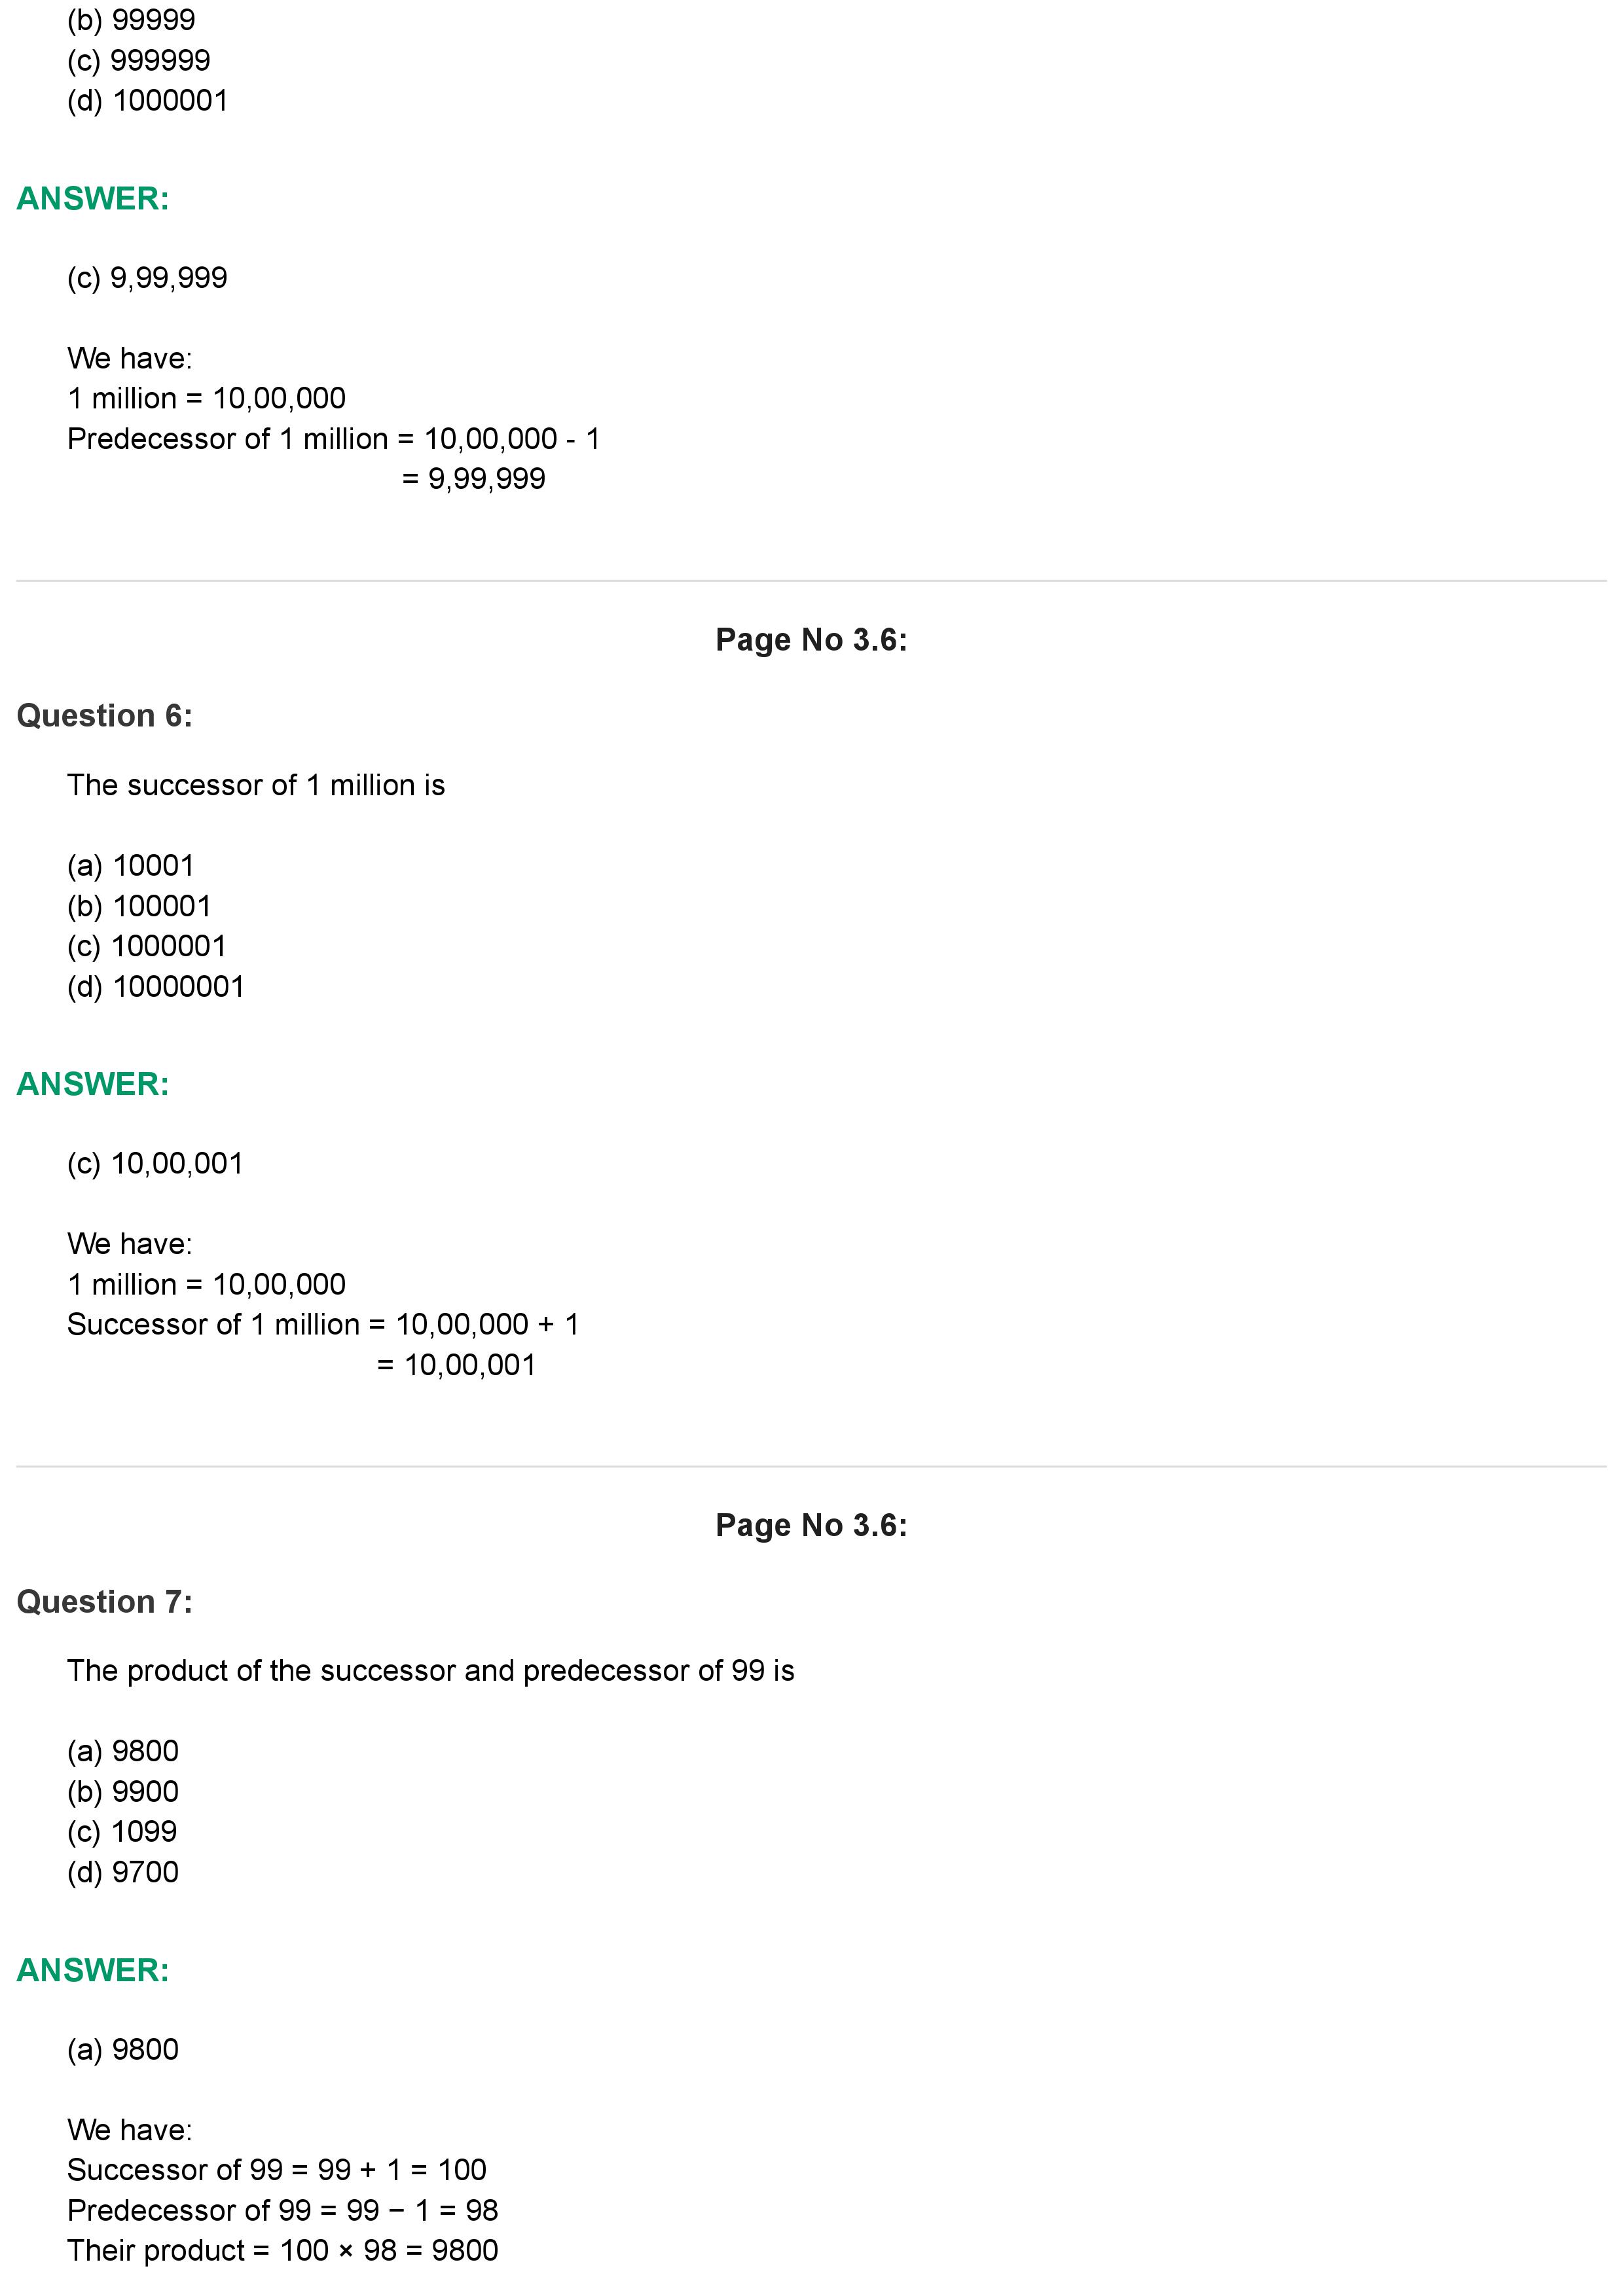 (b) 99999
(c) 999999
(d) 1000001
ANSWER:
(c) 9,99,999
We have:
1 million = 10,00,000
Predecessor of 1 million = 10,00,000 - 1
= 9,99,999
Page No 3.6:
Question 6:
The successor of 1 million is
(a) 10001
(b) 100001
(c) 1000001
(d) 10000001
ANSWER:
(c) 10,00,001
We have:
1 million = 10,00,000
Successor of 1 million = 10,00,000 + 1
= 10,00,001
Page No 3.6:
Question 7:
The product of the successor and predecessor of 99 is
(a) 9800
(b) 9900
(c) 1099
(d) 9700
ANSWER:
(a) 9800
We have:
Successor of 99 = 99 + 1 = 100
Predecessor of 99 = 99 − 1 = 98
Their product = 100 × 98 = 9800